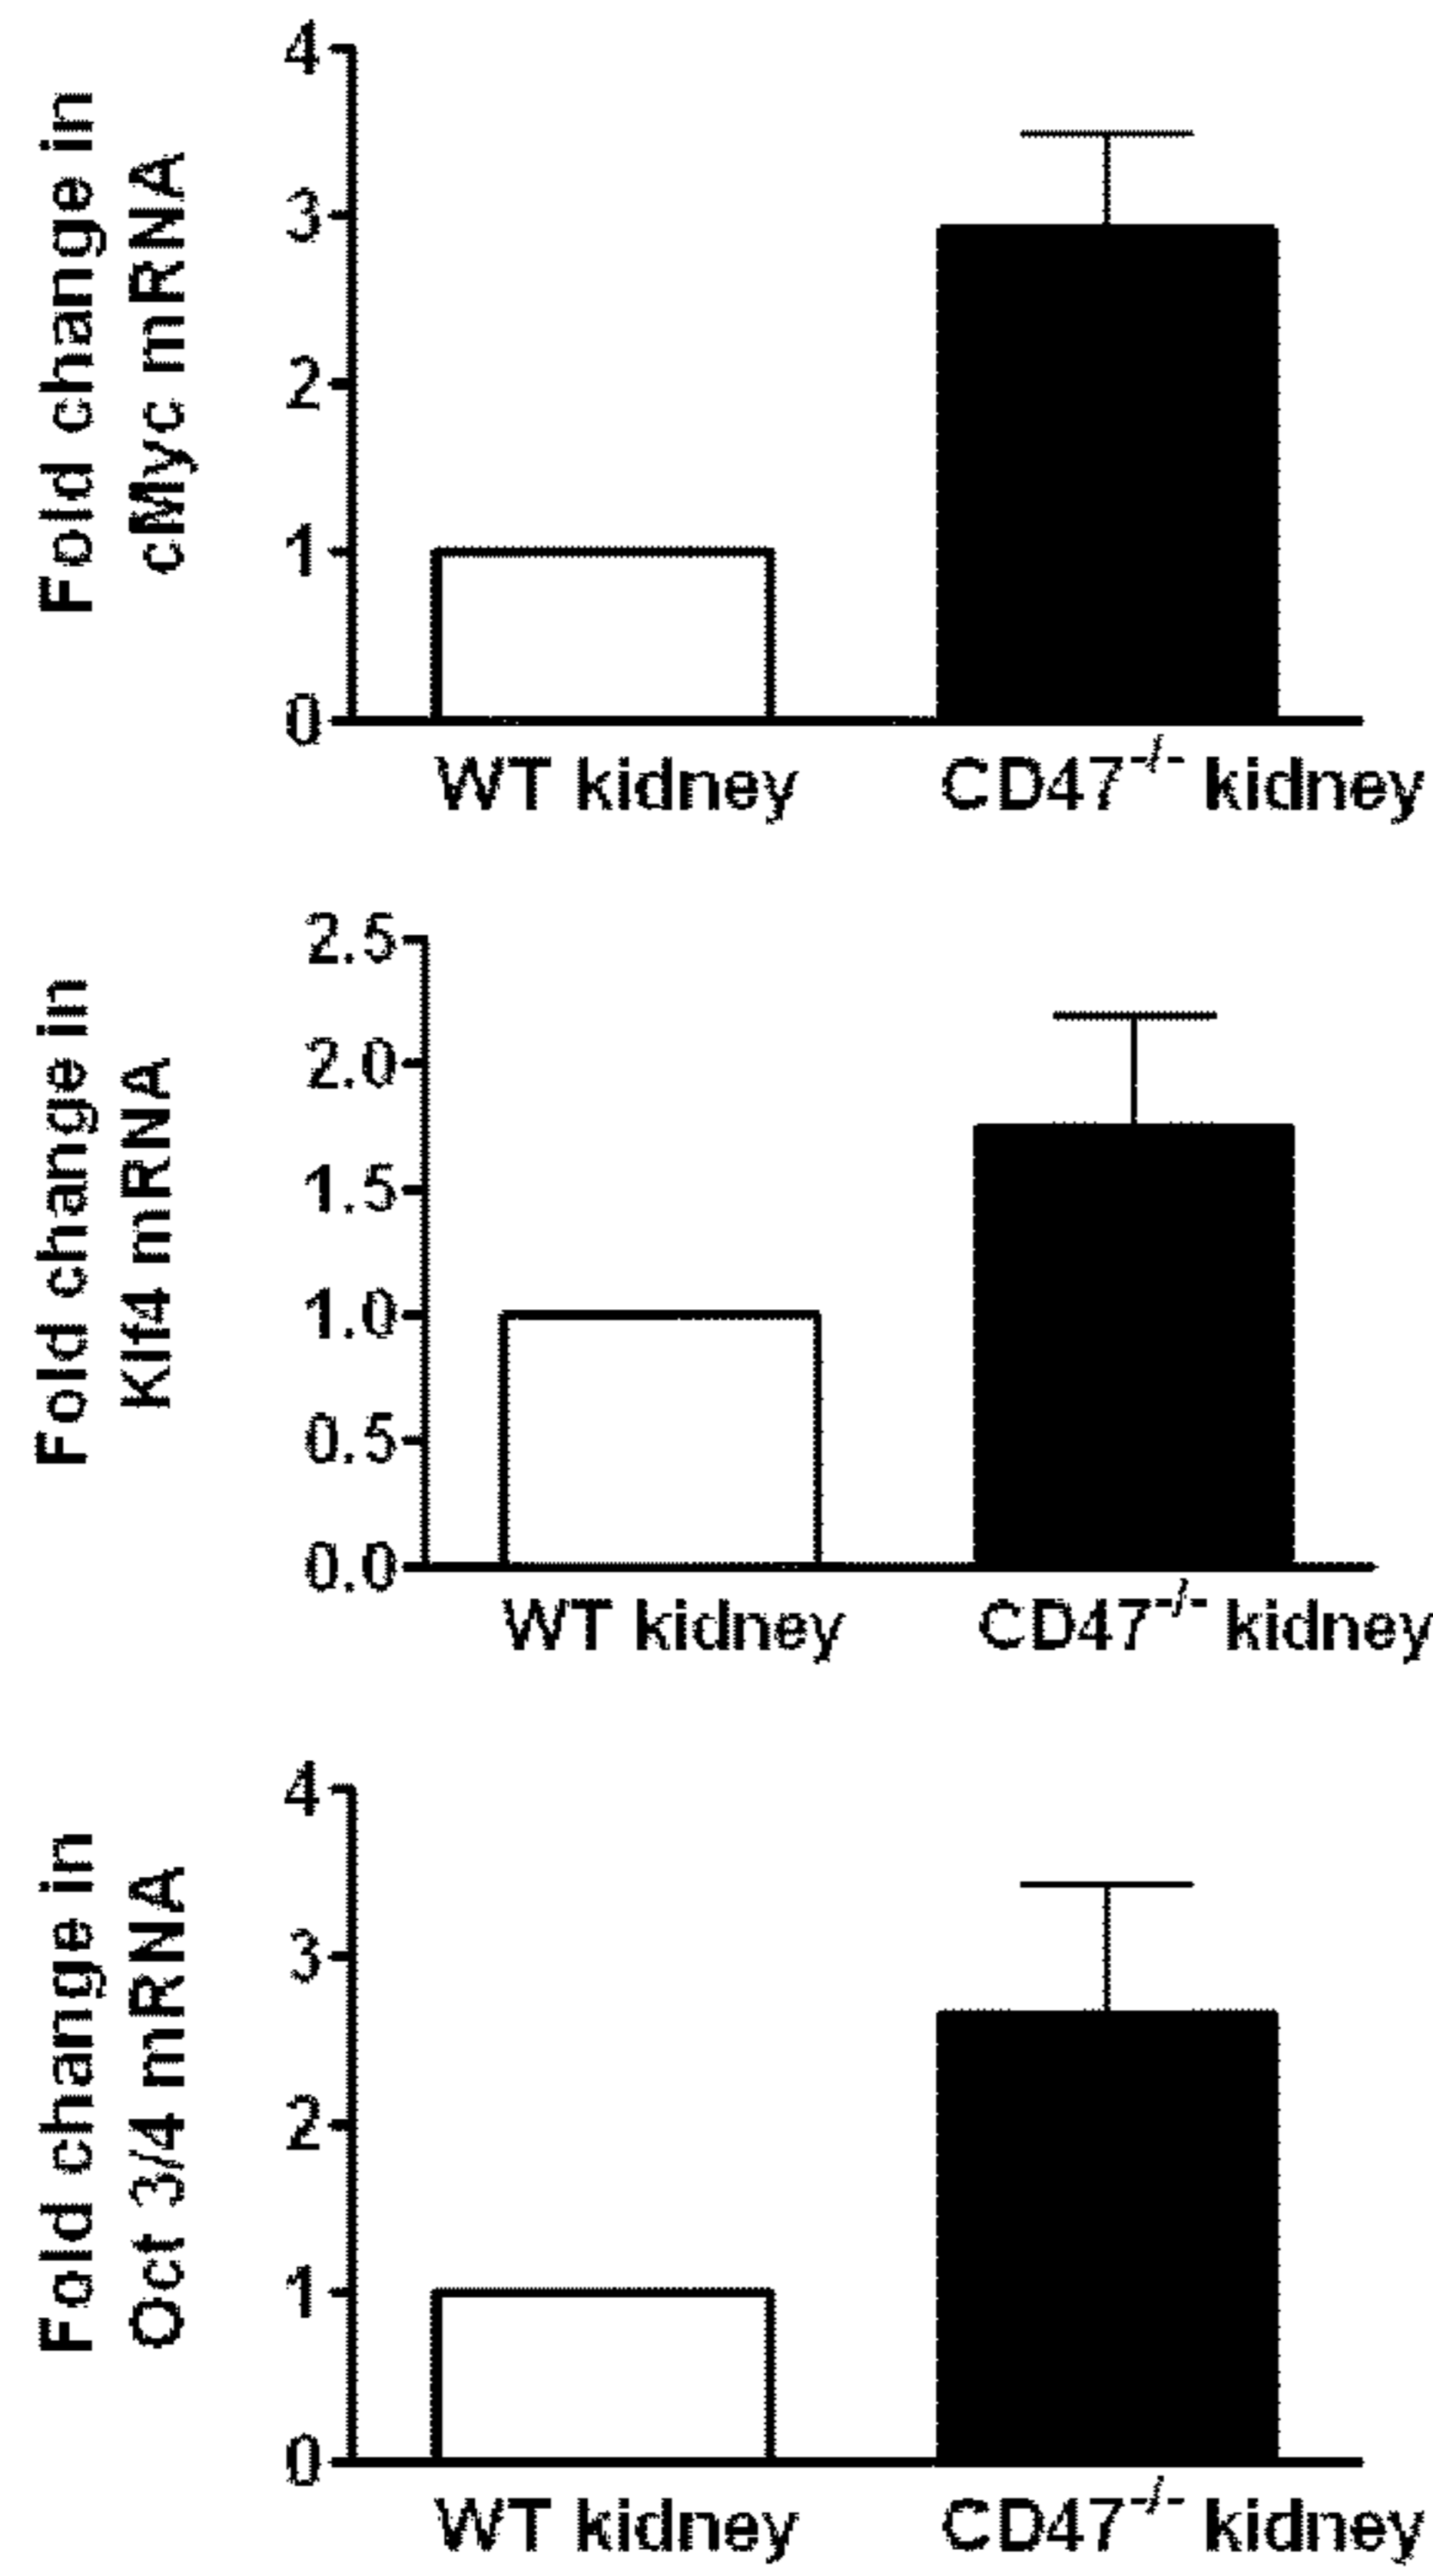 Fold change in
cMyc mRNA
4
3
2
1
0
WT kidney
CD47-/- kidney
Fold change in
Klf4 mRNA
2.5
2.0
1.5
1.0
0.5
0.0
WT kidney
CD47-/- kidney
Fold change in
Oct 3/4 mRNA
4
3
2
1
0
WT kidney
CD47-/- kidney